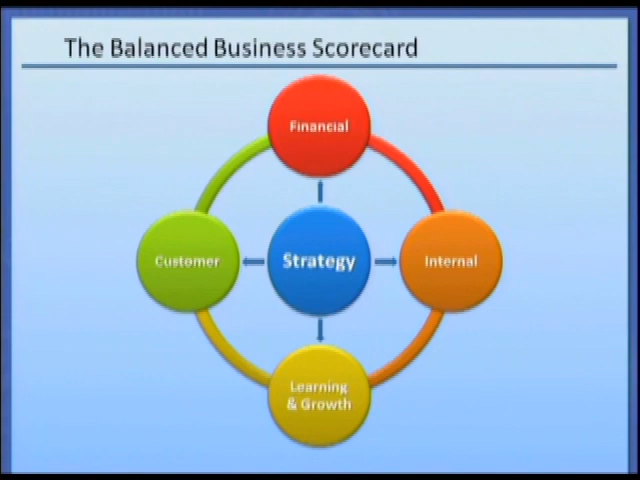 The Balanced Business Scorecard
Financial
Customer
Strategy
Internal
Learning
& Growth